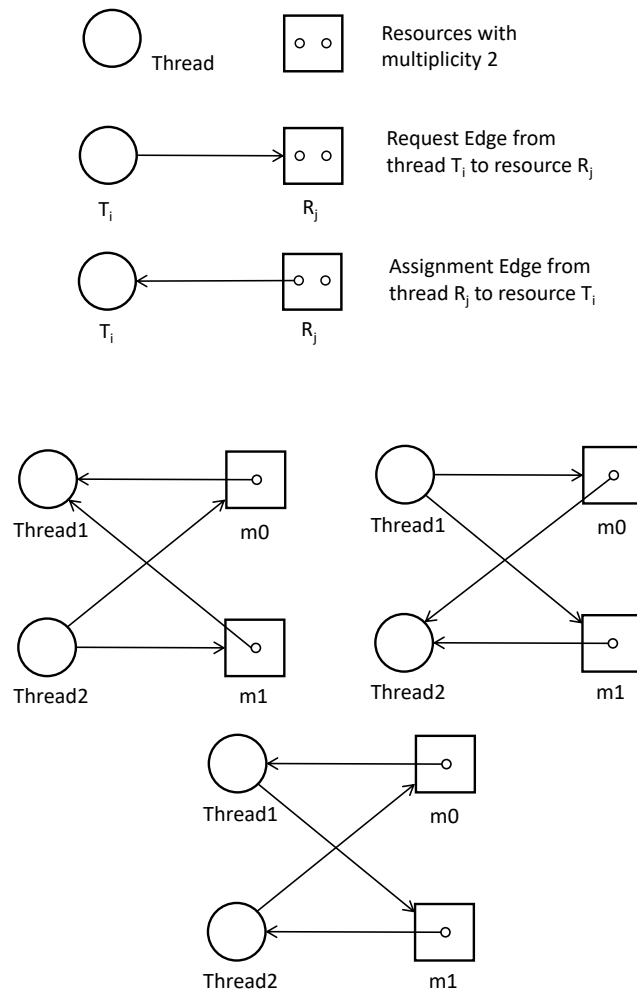 Thread
Resources with
multiplicity 2
Request Edge from
thread Ti to resource Rj
Ti
Rj
Assignment Edge from
thread Rj to resource Ti
Ti
Rj
Thread1
m0
Thread2
m1
Thread1
m0
Thread2
m1
Thread1
m0
Thread2
m1